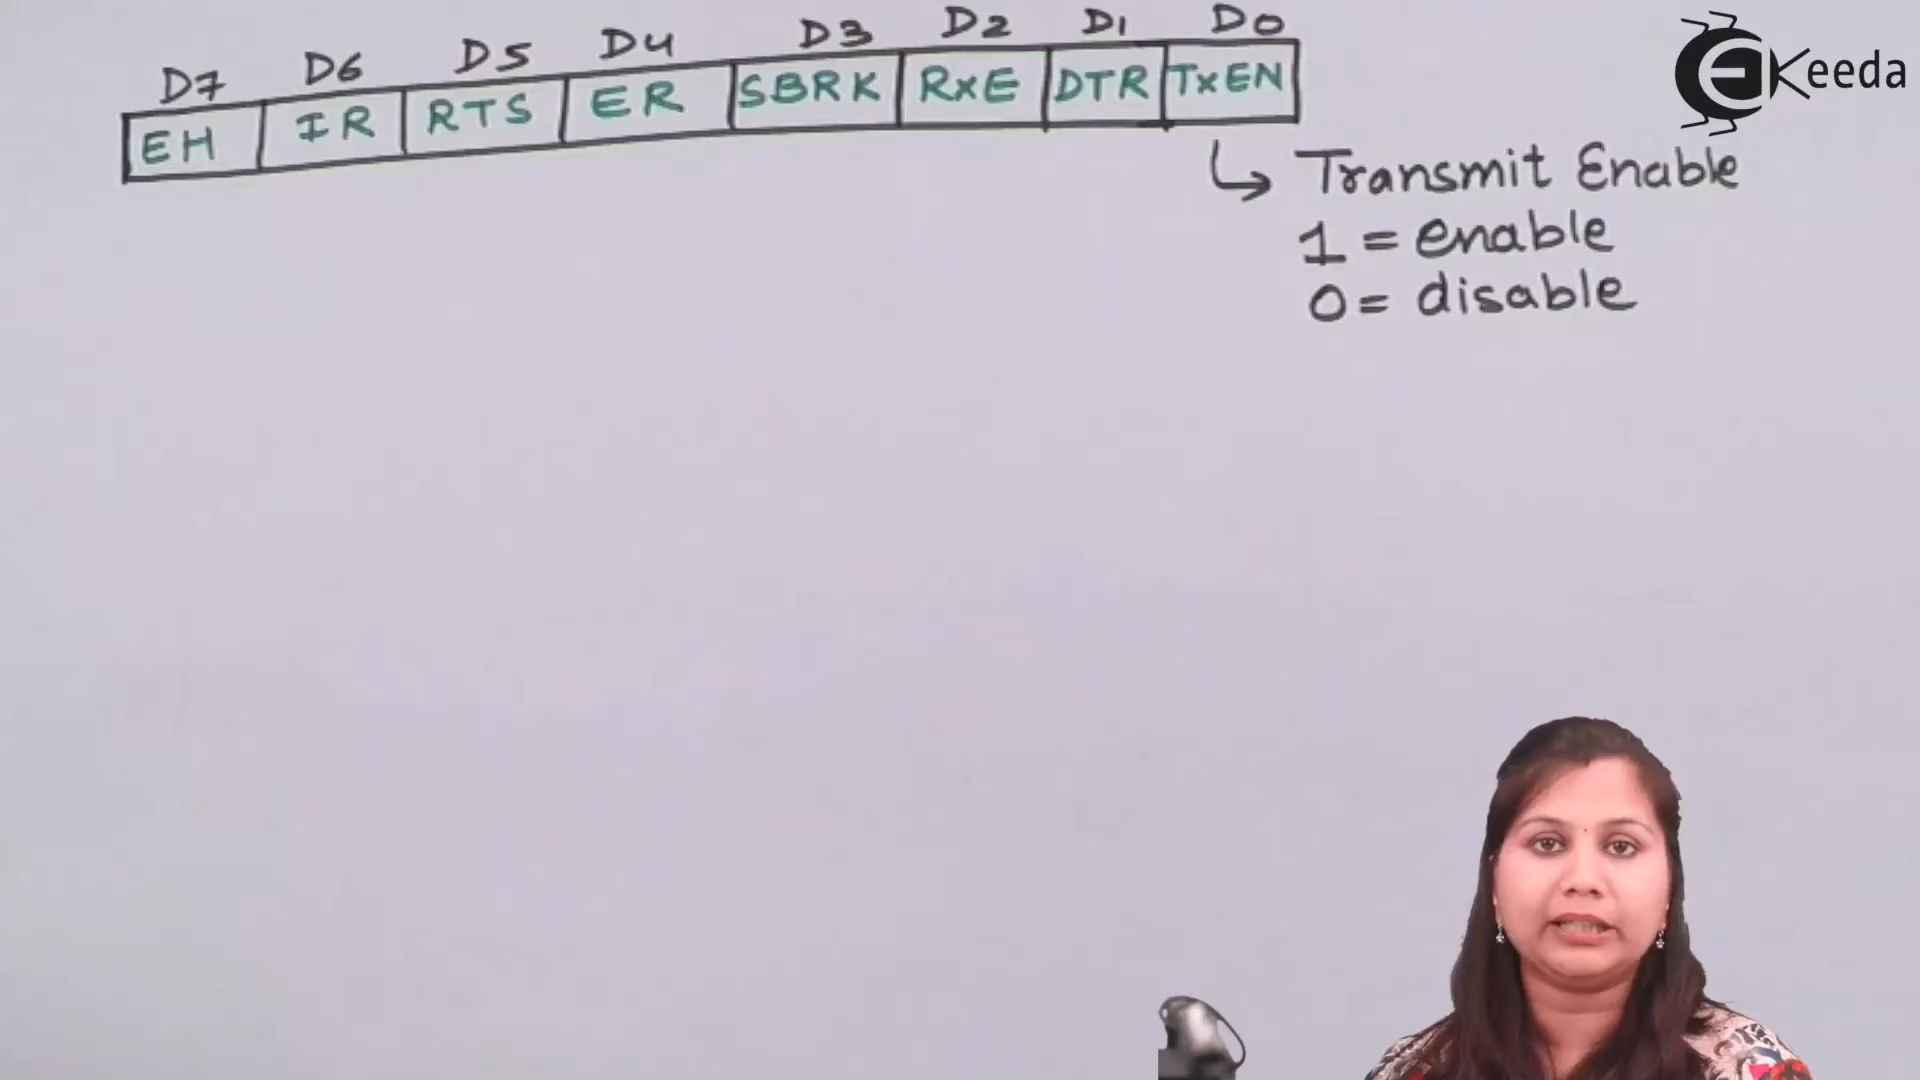 D7 D6 D5 D4 D3 D2 D1 D0
EH IR RTS ER SBRK RxE DTR TxEN
Transmit Enable
1 = enable
0 = disable
EKeeda